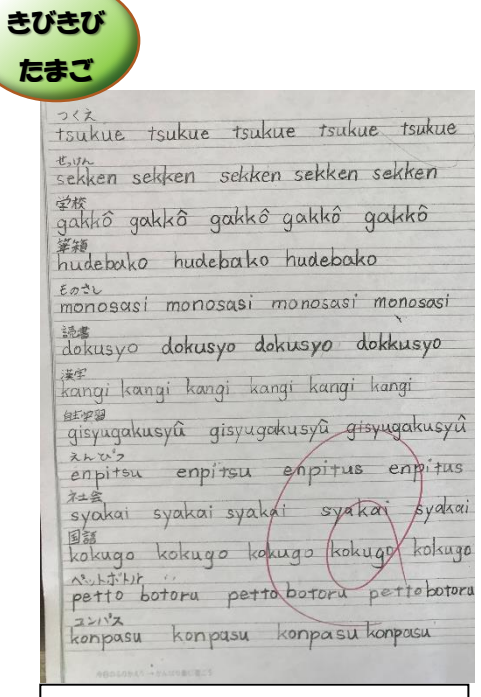 きびきび
たまご
つくえ
tsukue tsukue tsukue tsukue tsukue
せっけん
sekken sekken sekken sekken sekken
学校
gakkô gakkô gakkô gakkô gakkô
筆箱
hudebako hudebako hudebako
ものさし
monosasi monosasi monosasi monosasi
読書
dokusyo dokusyo dokusyo dokkusyo
漢字
kangi kangi kangi kangi kangi kangi
自主学習
gisyugakusyû gisyugakusyû gisyugakusyû
えんぴつ
enpitsu enpitsu enpitus enpitus
社会
syakai syakai syakai syakai syakai
国語
kokugo kokugo kokugo kokugo kokugo
ペットボトル
petto botoru petto botoru petto botoru
コンパス
konpasu konpasu konpasu konpasu